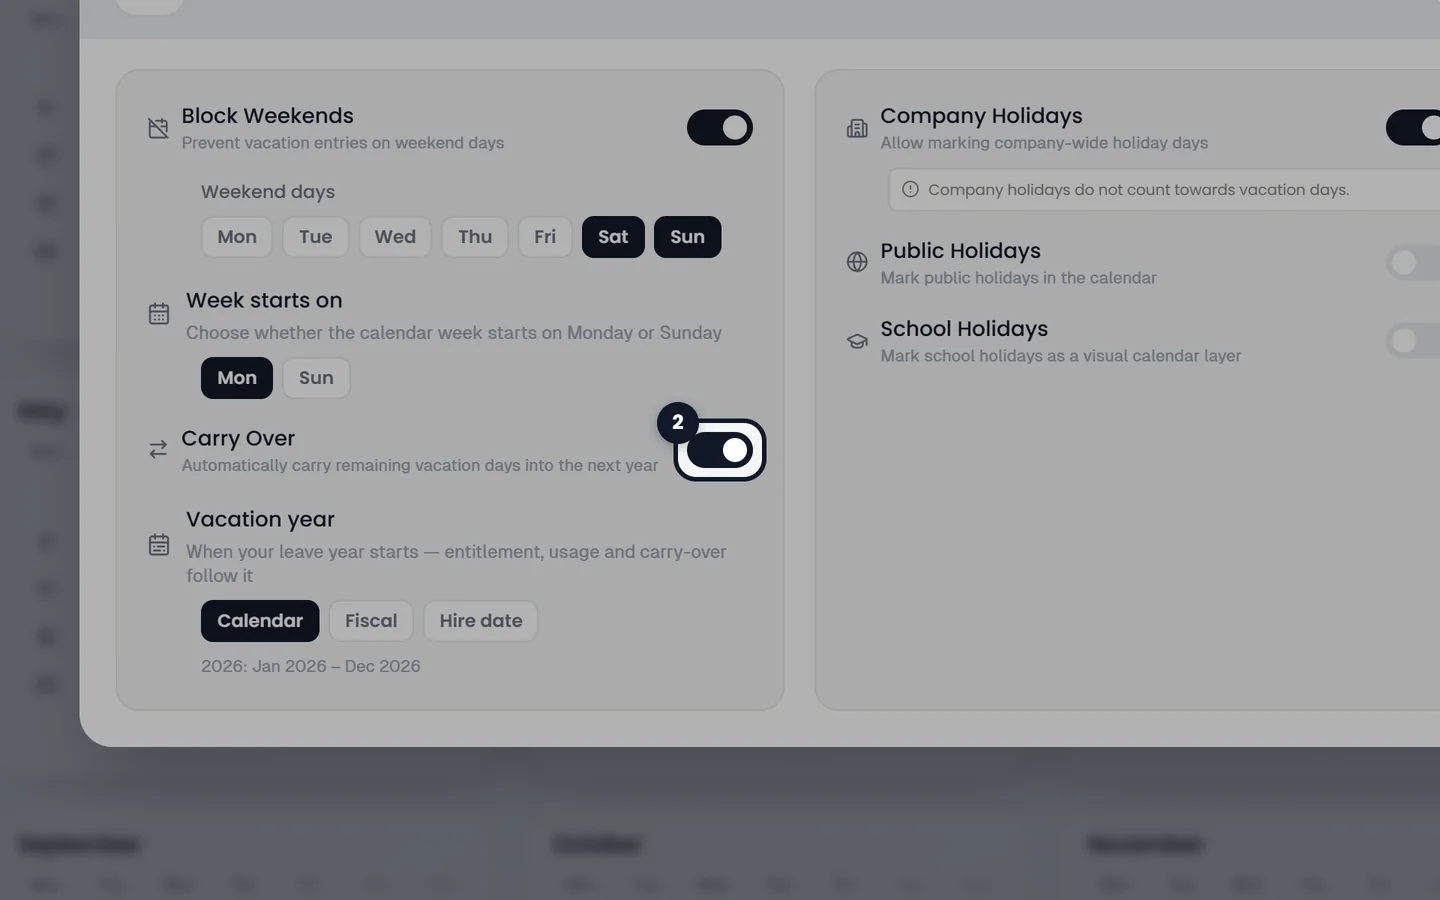 Block Weekends
Prevent vacation entries on weekend days
Weekend days
Mon Tue Wed Thu Fri Sat Sun
Week starts on
Choose whether the calendar week starts on Monday or Sunday
Mon Sun
2
Carry Over
Automatically carry remaining vacation days into the next year
Vacation year
When your leave year starts — entitlement, usage and carry-over
follow it
Calendar Fiscal Hire date
2026: Jan 2026 – Dec 2026
Company Holidays
Allow marking company-wide holiday days
Company holidays do not count towards vacation days.
Public Holidays
Mark public holidays in the calendar
School Holidays
Mark school holidays as a visual calendar layer
May
September October November